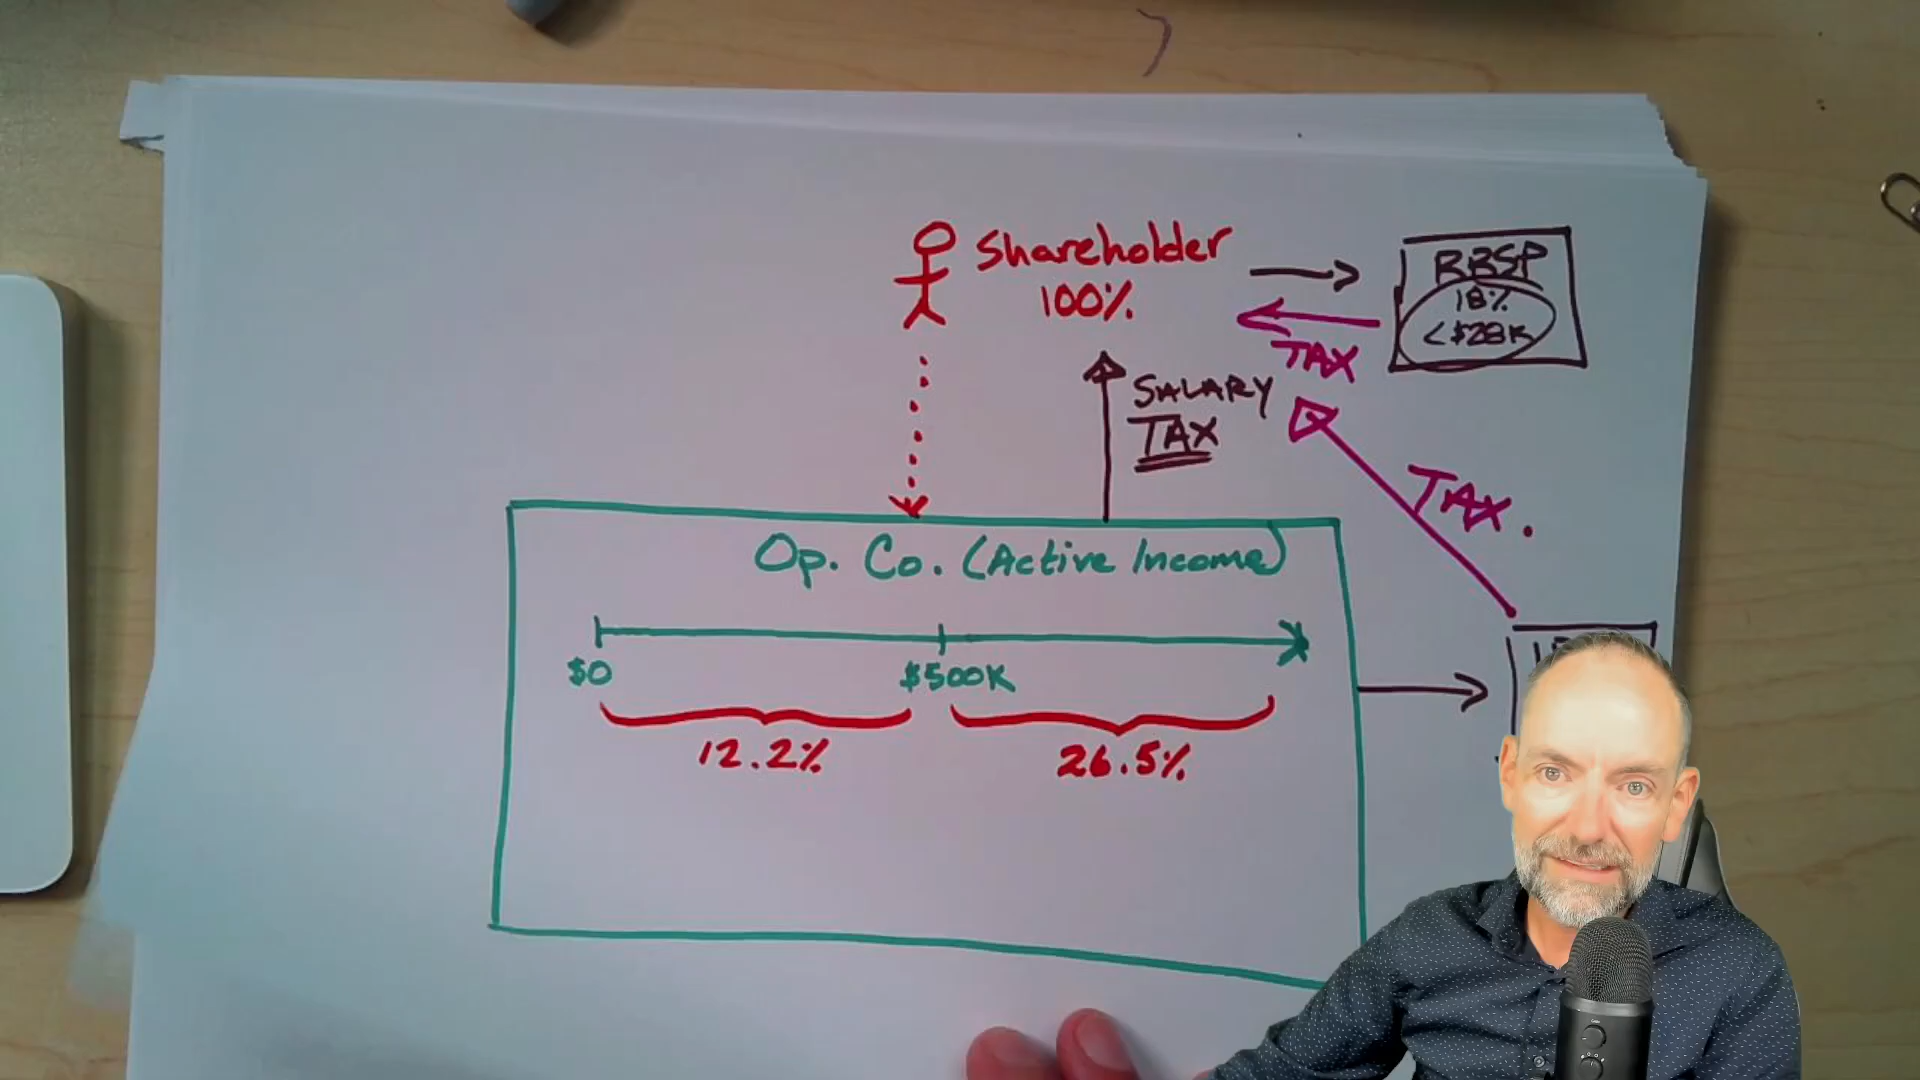 Shareholder
100%
RRSP
18%
<$28K
TAX
SALARY
TAX
TAX.
Op. Co. (Active Income)
$0
$500K
12.2%
26.5%